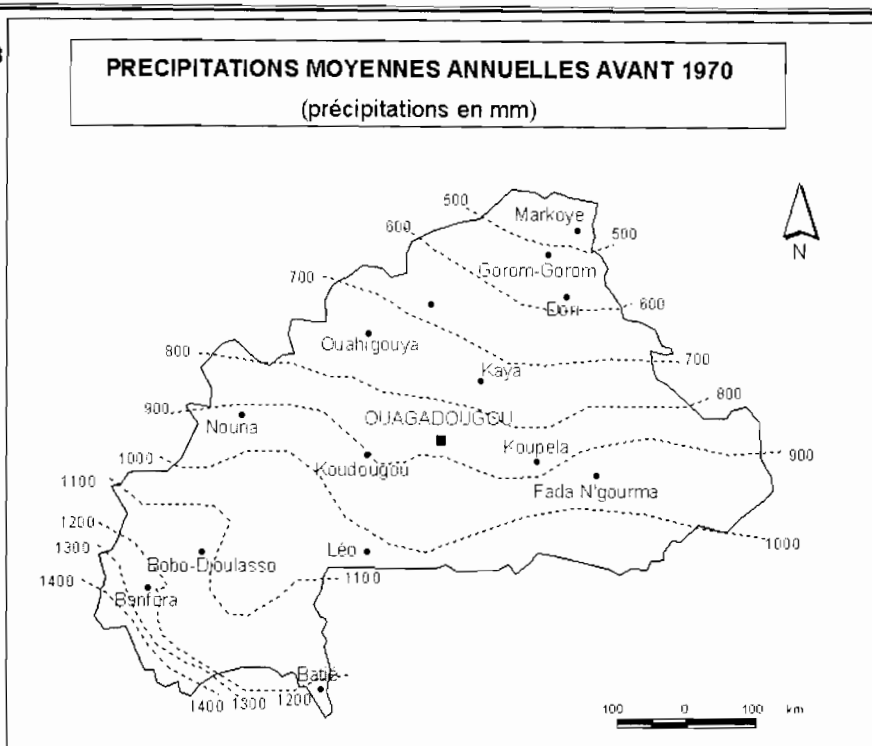 PRECIPITATIONS MOYENNES ANNUELLES AVANT 1970
(précipitations en mm)
500
Markoye
600
500
N
Gorom-Gorom
700
600
Dori
Ouahigouya
800
700
Kaya
800
900
OUAGADOUGOU
Nouna
Koupela
900
1000
Koudougou
1100
Fada N'gourma
1200
1000
1300
Léo
Bobo-Djoulasso
1400
1100
Banfora
Batié
1400 1300 1200
100 0 100 km